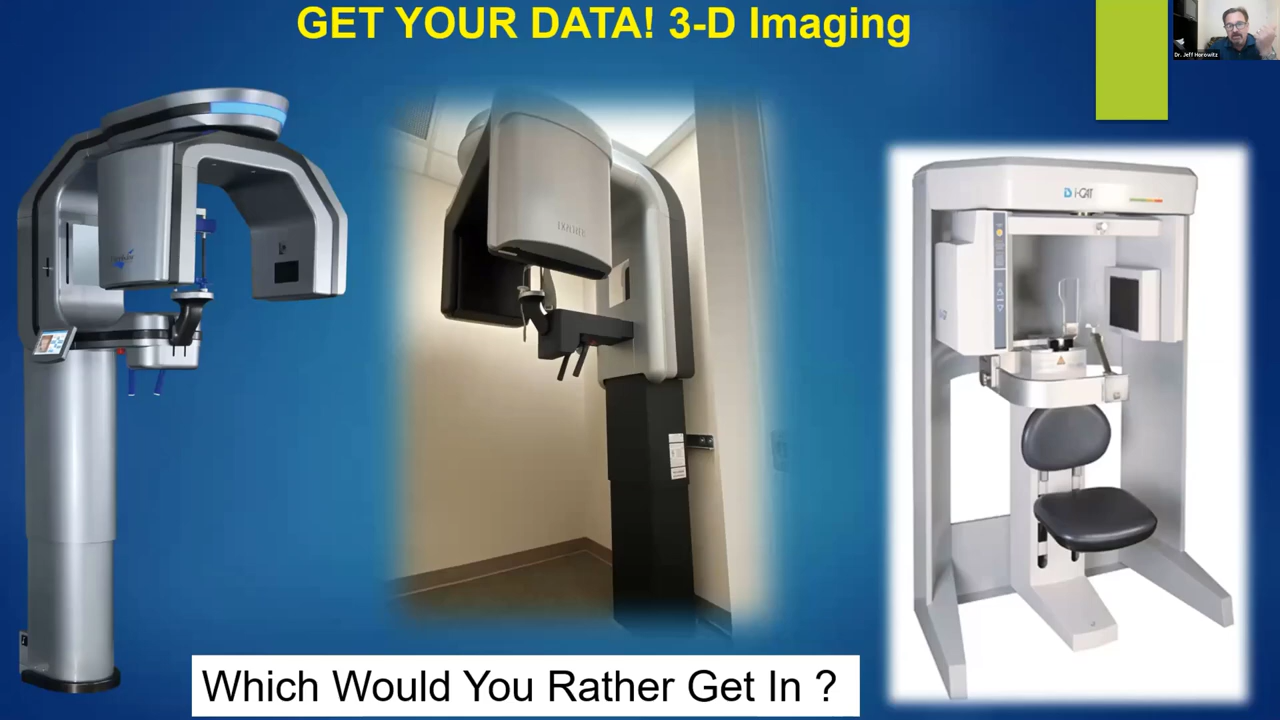 GET YOUR DATA! 3-D Imaging
Dr. Jeff Horowitz
i-CAT
Which Would You Rather Get In ?